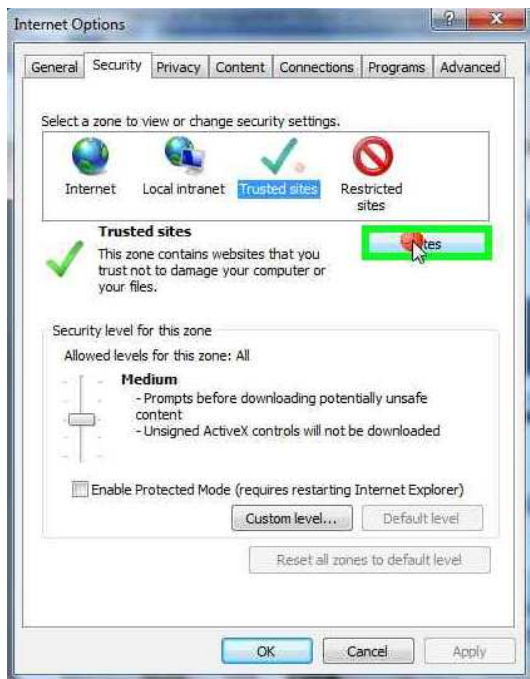 Internet Options
General Security Privacy Content Connections Programs Advanced
Select a zone to view or change security settings.
Internet Local intranet Trusted sites Restricted sites
Trusted sites
This zone contains websites that you
trust not to damage your computer or
your files.
Security level for this zone
Allowed levels for this zone: All
Medium
- Prompts before downloading potentially unsafe
content
- Unsigned ActiveX controls will not be downloaded
Enable Protected Mode (requires restarting Internet Explorer)
Custom level... Default level
Reset all zones to default level
OK Cancel Apply